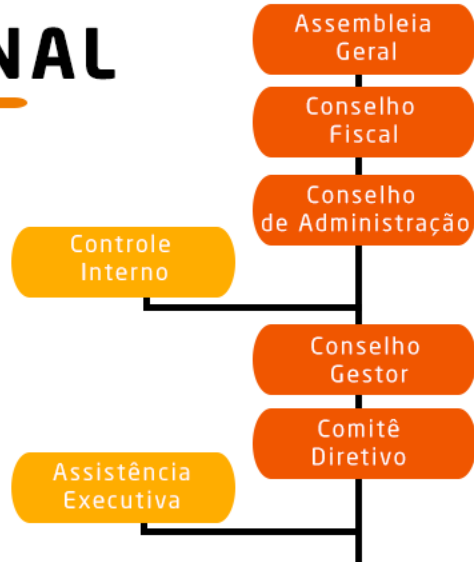 NAL
Assembleia
Geral
Conselho
Fiscal
Conselho
de Administração
Controle
Interno
Conselho
Gestor
Comitê
Diretivo
Assistência
Executiva